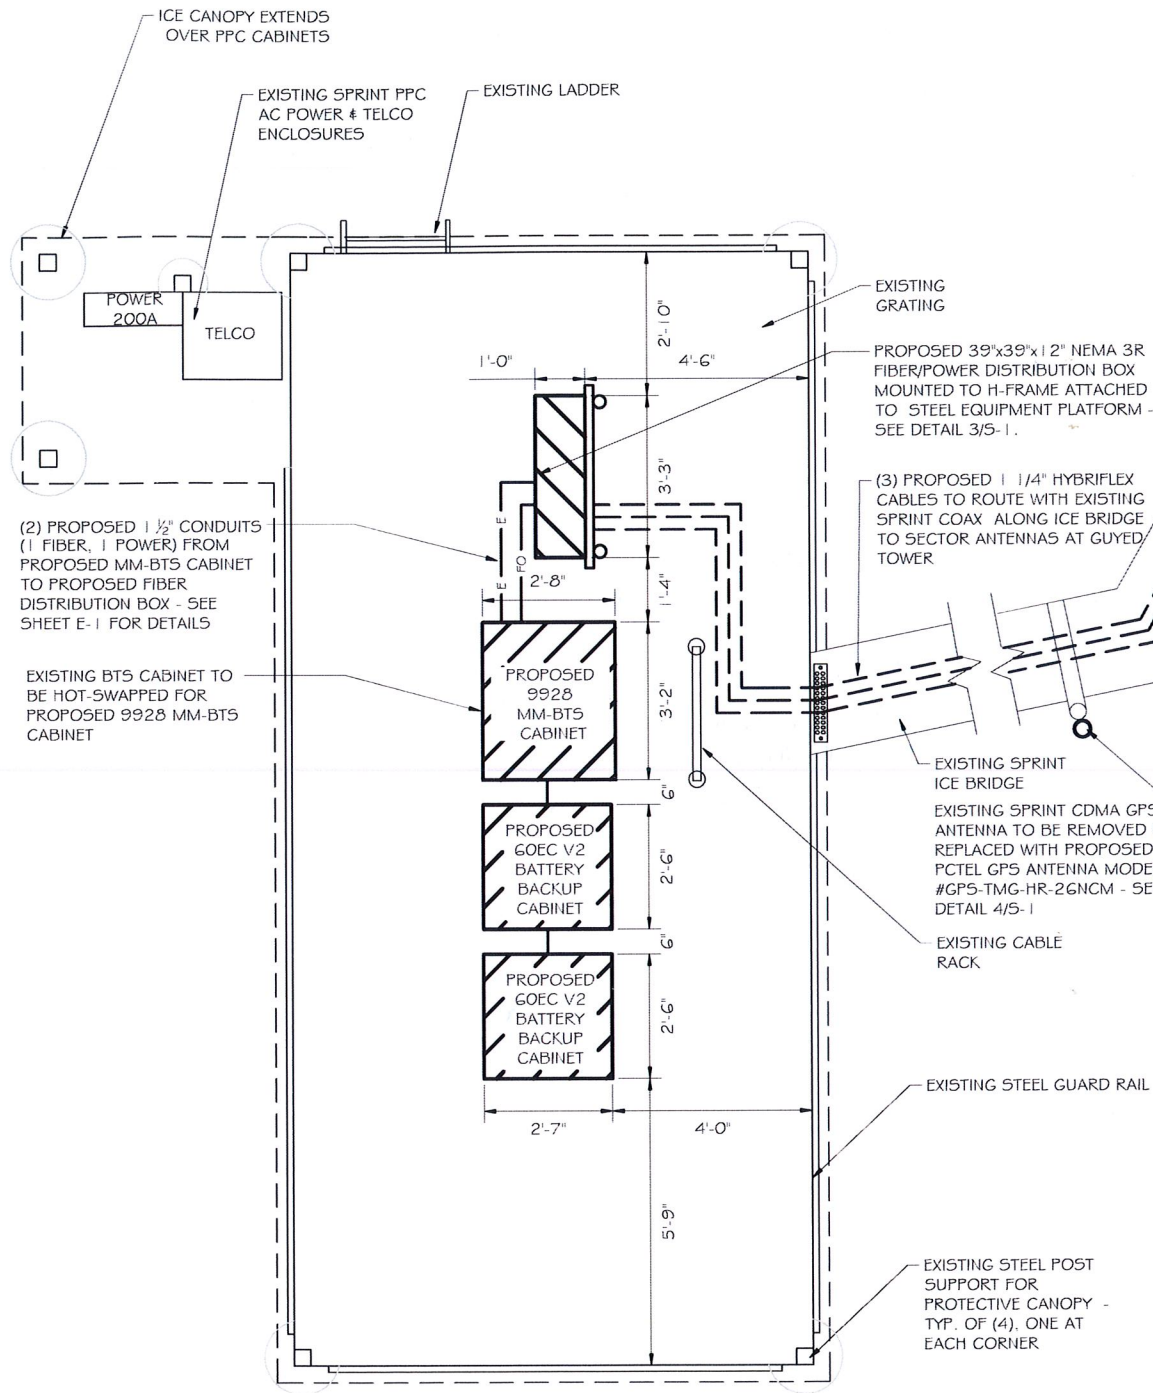 ICE CANOPY EXTENDS
OVER PPC CABINETS
EXISTING SPRINT PPC
AC POWER & TELCO
ENCLOSURES
EXISTING LADDER
POWER
200A
TELCO
EXISTING
GRATING
2'-10"
1'-0"
4'-6"
PROPOSED 39"x39"x12" NEMA 3R
FIBER/POWER DISTRIBUTION BOX
MOUNTED TO H-FRAME ATTACHED
TO STEEL EQUIPMENT PLATFORM -
SEE DETAIL 3/S-1.
3'-3"
(3) PROPOSED 1 1/4" HYBRIFLEX
CABLES TO ROUTE WITH EXISTING
SPRINT COAX ALONG ICE BRIDGE
TO SECTOR ANTENNAS AT GUYED
TOWER
(2) PROPOSED 1 ½" CONDUITS
(1 FIBER, 1 POWER) FROM
PROPOSED MM-BTS CABINET
TO PROPOSED FIBER
DISTRIBUTION BOX - SEE
SHEET E-1 FOR DETAILS
E
E
FO
2'-8"
1'-4"
EXISTING BTS CABINET TO
BE HOT-SWAPPED FOR
PROPOSED 9928 MM-BTS
CABINET
PROPOSED
9928
MM-BTS
CABINET
3'-2"
EXISTING SPRINT
ICE BRIDGE
6"
EXISTING SPRINT CDMA GPS
ANTENNA TO BE REMOVED
REPLACED WITH PROPOSED
PCTEL GPS ANTENNA MODE
#GPS-TMG-HR-26NCM - SE
DETAIL 4/S-1
PROPOSED
60EC V2
BATTERY
BACKUP
CABINET
2'-6"
6"
EXISTING CABLE
RACK
PROPOSED
60EC V2
BATTERY
BACKUP
CABINET
2'-6"
EXISTING STEEL GUARD RAIL
2'-7"
4'-0"
5'-9"
EXISTING STEEL POST
SUPPORT FOR
PROTECTIVE CANOPY -
TYP. OF (4), ONE AT
EACH CORNER